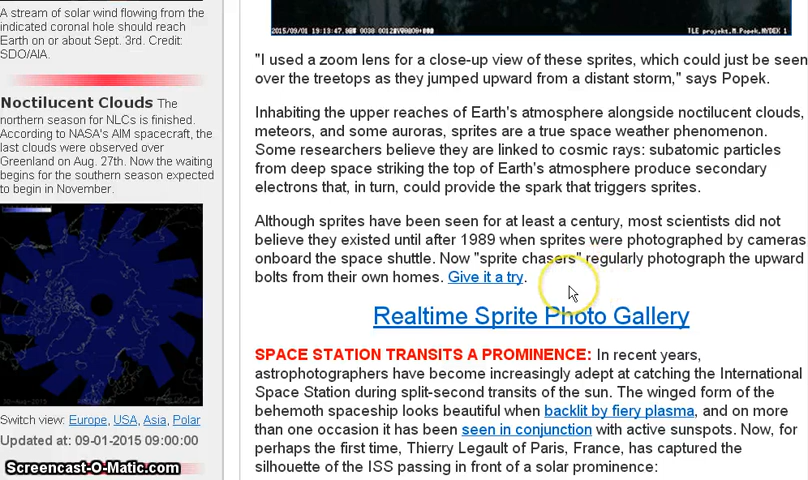 A stream of solar wind flowing from the
indicated coronal hole should reach
Earth on or about Sept. 3rd. Credit:
SDO/AIA.
Noctilucent Clouds The
northern season for NLCs is finished.
According to NASA's AIM spacecraft, the
last clouds were observed over
Greenland on Aug. 27th. Now the waiting
begins for the southern season expected
to begin in November.
Switch view: Europe, USA, Asia, Polar
Updated at: 09-01-2015 09:00:00
Screencast-O-Matic.com
"I used a zoom lens for a close-up view of these sprites, which could just be seen
over the treetops as they jumped upward from a distant storm," says Popek.
Inhabiting the upper reaches of Earth's atmosphere alongside noctilucent clouds,
meteors, and some auroras, sprites are a true space weather phenomenon.
Some researchers believe they are linked to cosmic rays: subatomic particles
from deep space striking the top of Earth's atmosphere produce secondary
electrons that, in turn, could provide the spark that triggers sprites.
Although sprites have been seen for at least a century, most scientists did not
believe they existed until after 1989 when sprites were photographed by cameras
onboard the space shuttle. Now "sprite chasers" regularly photograph the upward
bolts from their own homes. Give it a try.
Realtime Sprite Photo Gallery
SPACE STATION TRANSITS A PROMINENCE: In recent years,
astrophotographers have become increasingly adept at catching the International
Space Station during split-second transits of the sun. The winged form of the
behemoth spaceship looks beautiful when backlit by fiery plasma, and on more
than one occasion it has been seen in conjunction with active sunspots. Now, for
perhaps the first time, Thierry Legault of Paris, France, has captured the
silhouette of the ISS passing in front of a solar prominence: